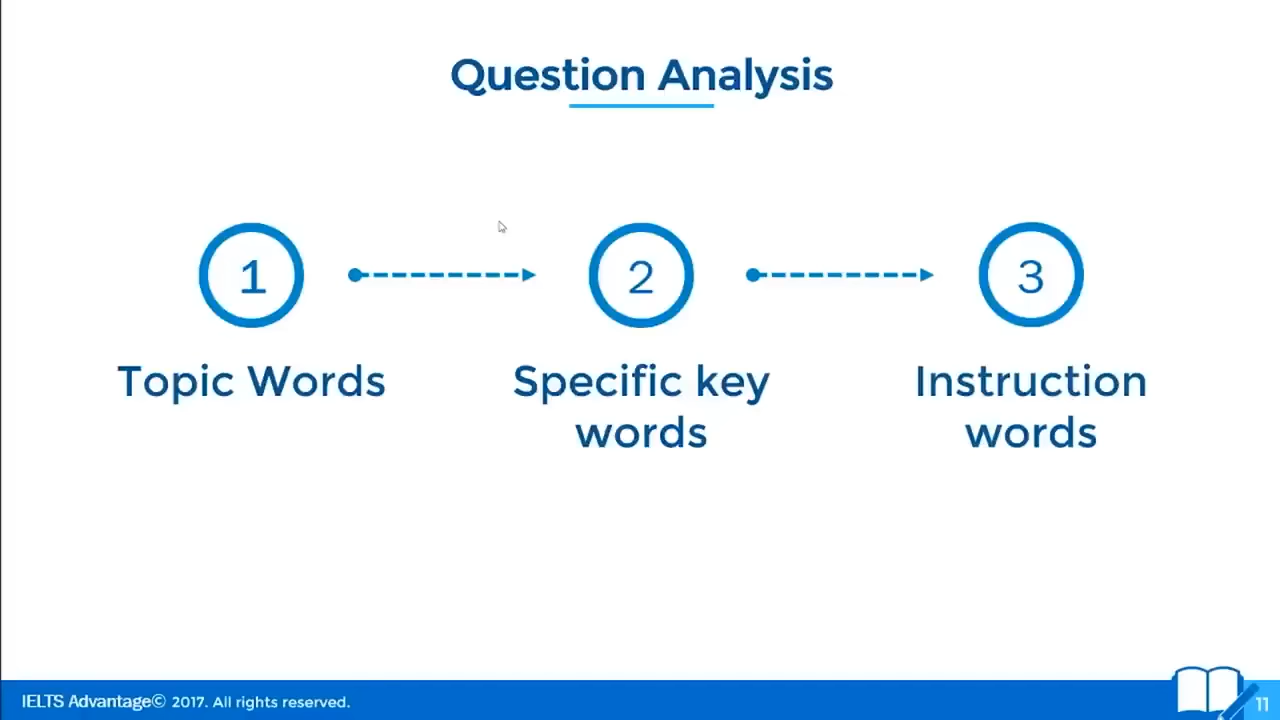 Question Analysis
1
2
3
Topic Words
Specific key
words
Instruction
words
IELTS Advantage© 2017. All rights reserved.
11